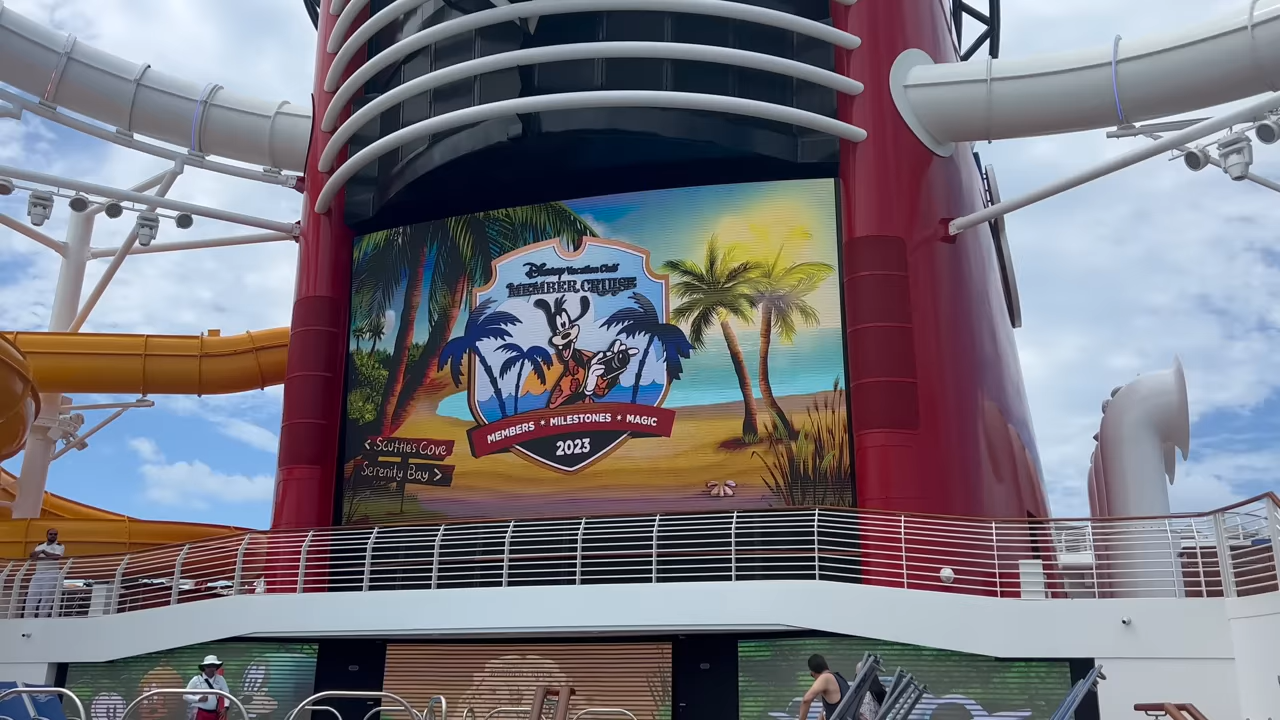 Disney Vacation Club
MEMBER CRUISE
MEMBERS * MILESTONES * MAGIC
2023
< Scuttle's Cove
Serenity Bay >